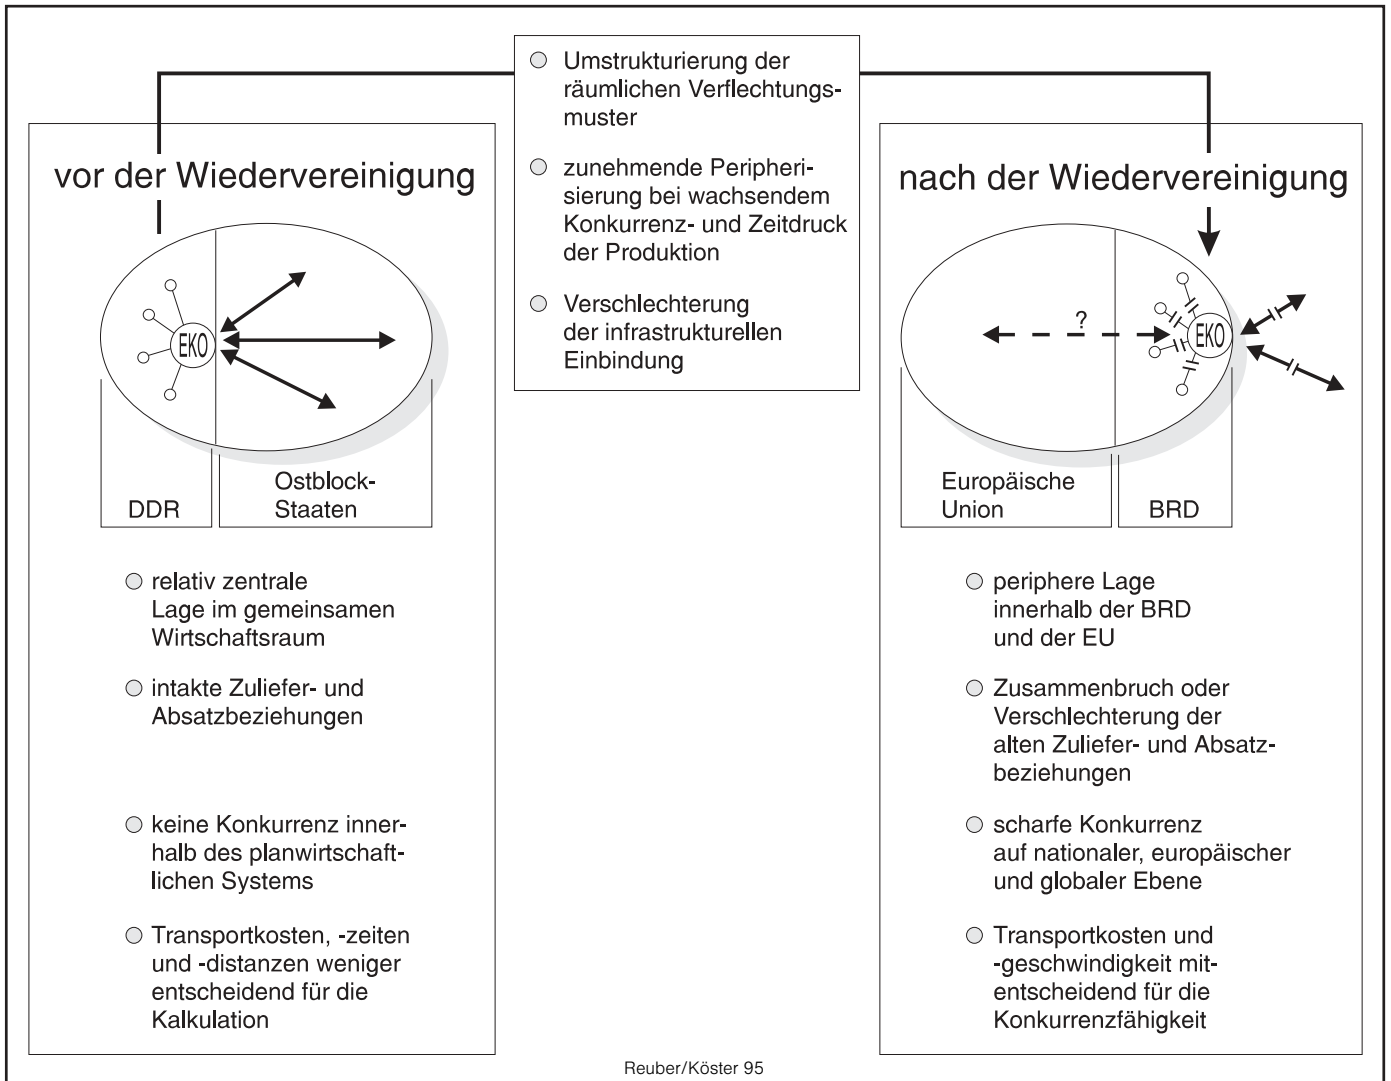 Umstrukturierung der
räumlichen Verflechtungs-
muster
zunehmende Peripheri-
sierung bei wachsendem
Konkurrenz- und Zeitdruck
der Produktion
Verschlechterung
der infrastrukturellen
Einbindung
vor der Wiedervereinigung
EKO
DDR
Ostblock-
Staaten
relativ zentrale
Lage im gemeinsamen
Wirtschaftsraum
intakte Zuliefer- und
Absatzbeziehungen
keine Konkurrenz inner-
halb des planwirtschaft-
lichen Systems
Transportkosten, -zeiten
und -distanzen weniger
entscheidend für die
Kalkulation
nach der Wiedervereinigung
?
EKO
Europäische
Union
BRD
periphere Lage
innerhalb der BRD
und der EU
Zusammenbruch oder
Verschlechterung der
alten Zuliefer- und Absatz-
beziehungen
scharfe Konkurrenz
auf nationaler, europäischer
und globaler Ebene
Transportkosten und
-geschwindigkeit mit-
entscheidend für die
Konkurrenzfähigkeit
Reuber/Köster 95